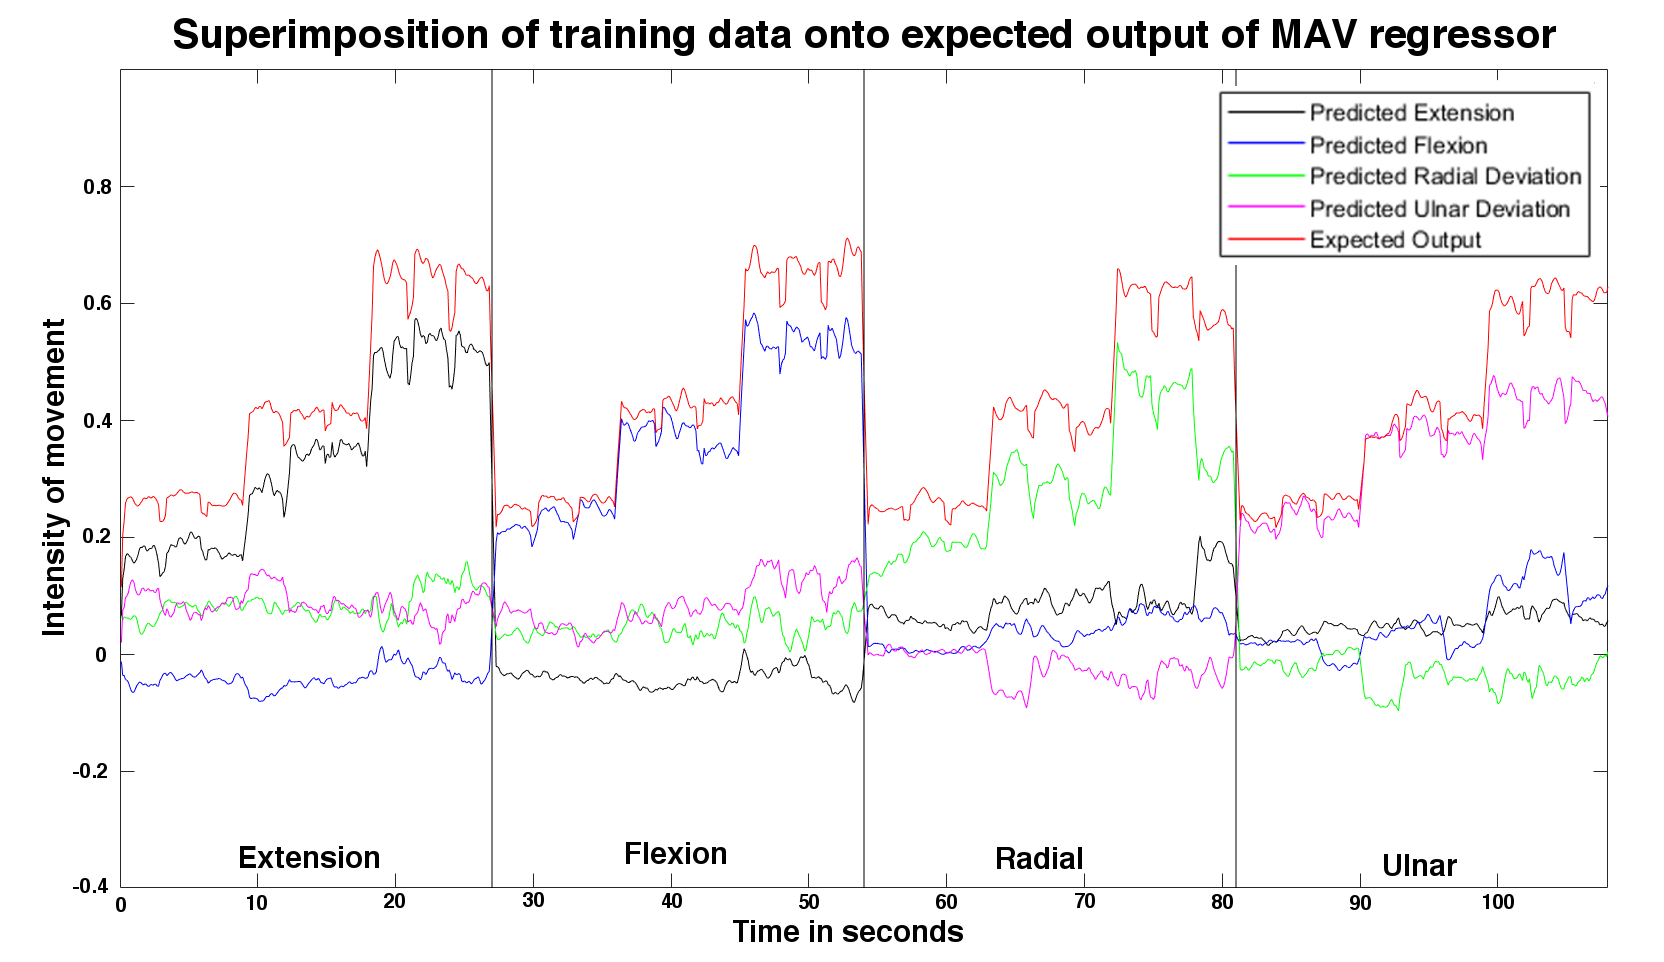 Superimposition of training data onto expected output of MAV regressor
Predicted Extension
Predicted Flexion
Predicted Radial Deviation
Predicted Ulnar Deviation
Expected Output
Intensity of movement
0.8
0.6
0.4
0.2
0
-0.2
-0.4
Extension
Flexion
Radial
Ulnar
0 10 20 30 40 50 60 70 80 90 100
Time in seconds